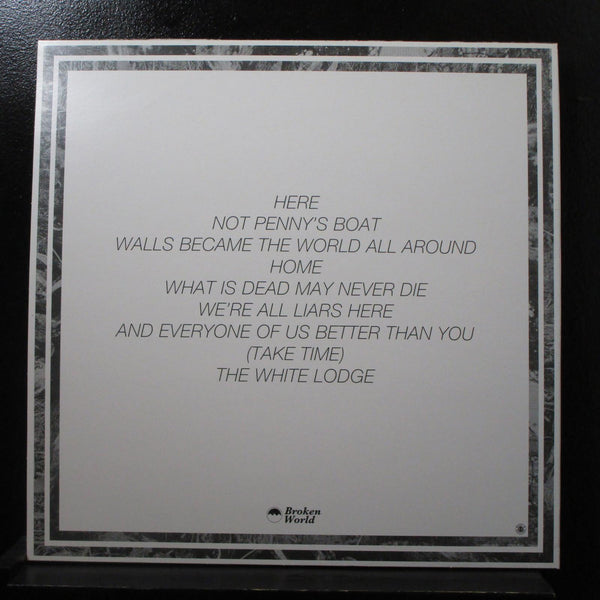 HERE
NOT PENNY'S BOAT
WALLS BECAME THE WORLD ALL AROUND
HOME
WHAT IS DEAD MAY NEVER DIE
WE'RE ALL LIARS HERE
AND EVERYONE OF US BETTER THAN YOU
(TAKE TIME)
THE WHITE LODGE
Broken
World